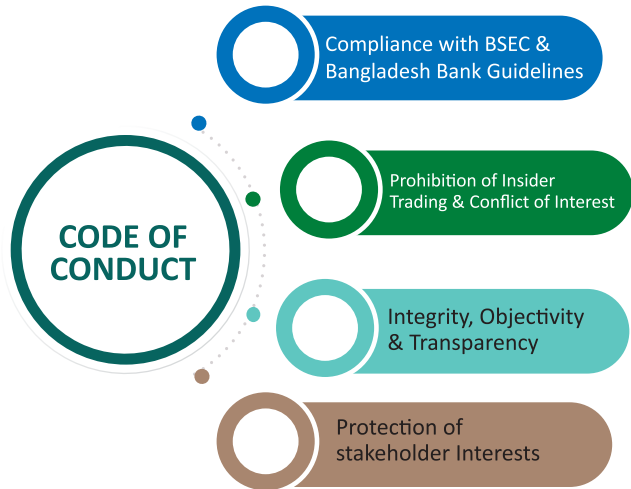 CODE OF
CONDUCT
Compliance with BSEC &
Bangladesh Bank Guidelines
Prohibition of Insider
Trading & Conflict of Interest
Integrity, Objectivity
& Transparency
Protection of
stakeholder Interests